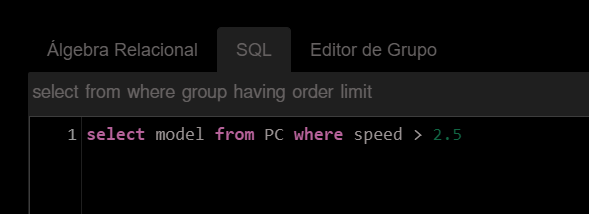 Álgebra Relacional SQL Editor de Grupo
select from where group having order limit
1 select model from PC where speed > 2.5